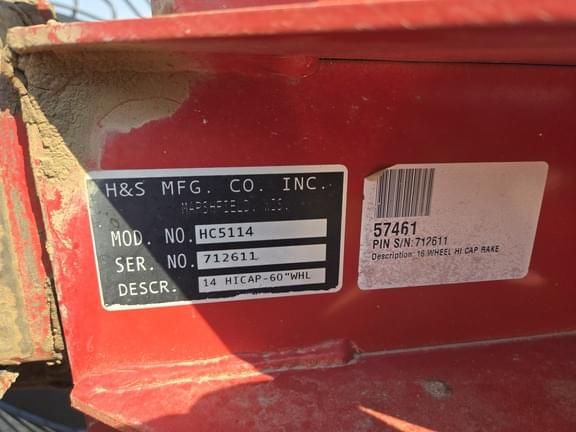 H&S MFG. CO. INC.
MARSHFIELD, WIS.
MOD. NO. HC5114
SER. NO. 712611
DESCR. 14 HICAP-60"WHL
57461
PIN S/N: 712611
Description: 16 WHEEL HI CAP RAKE